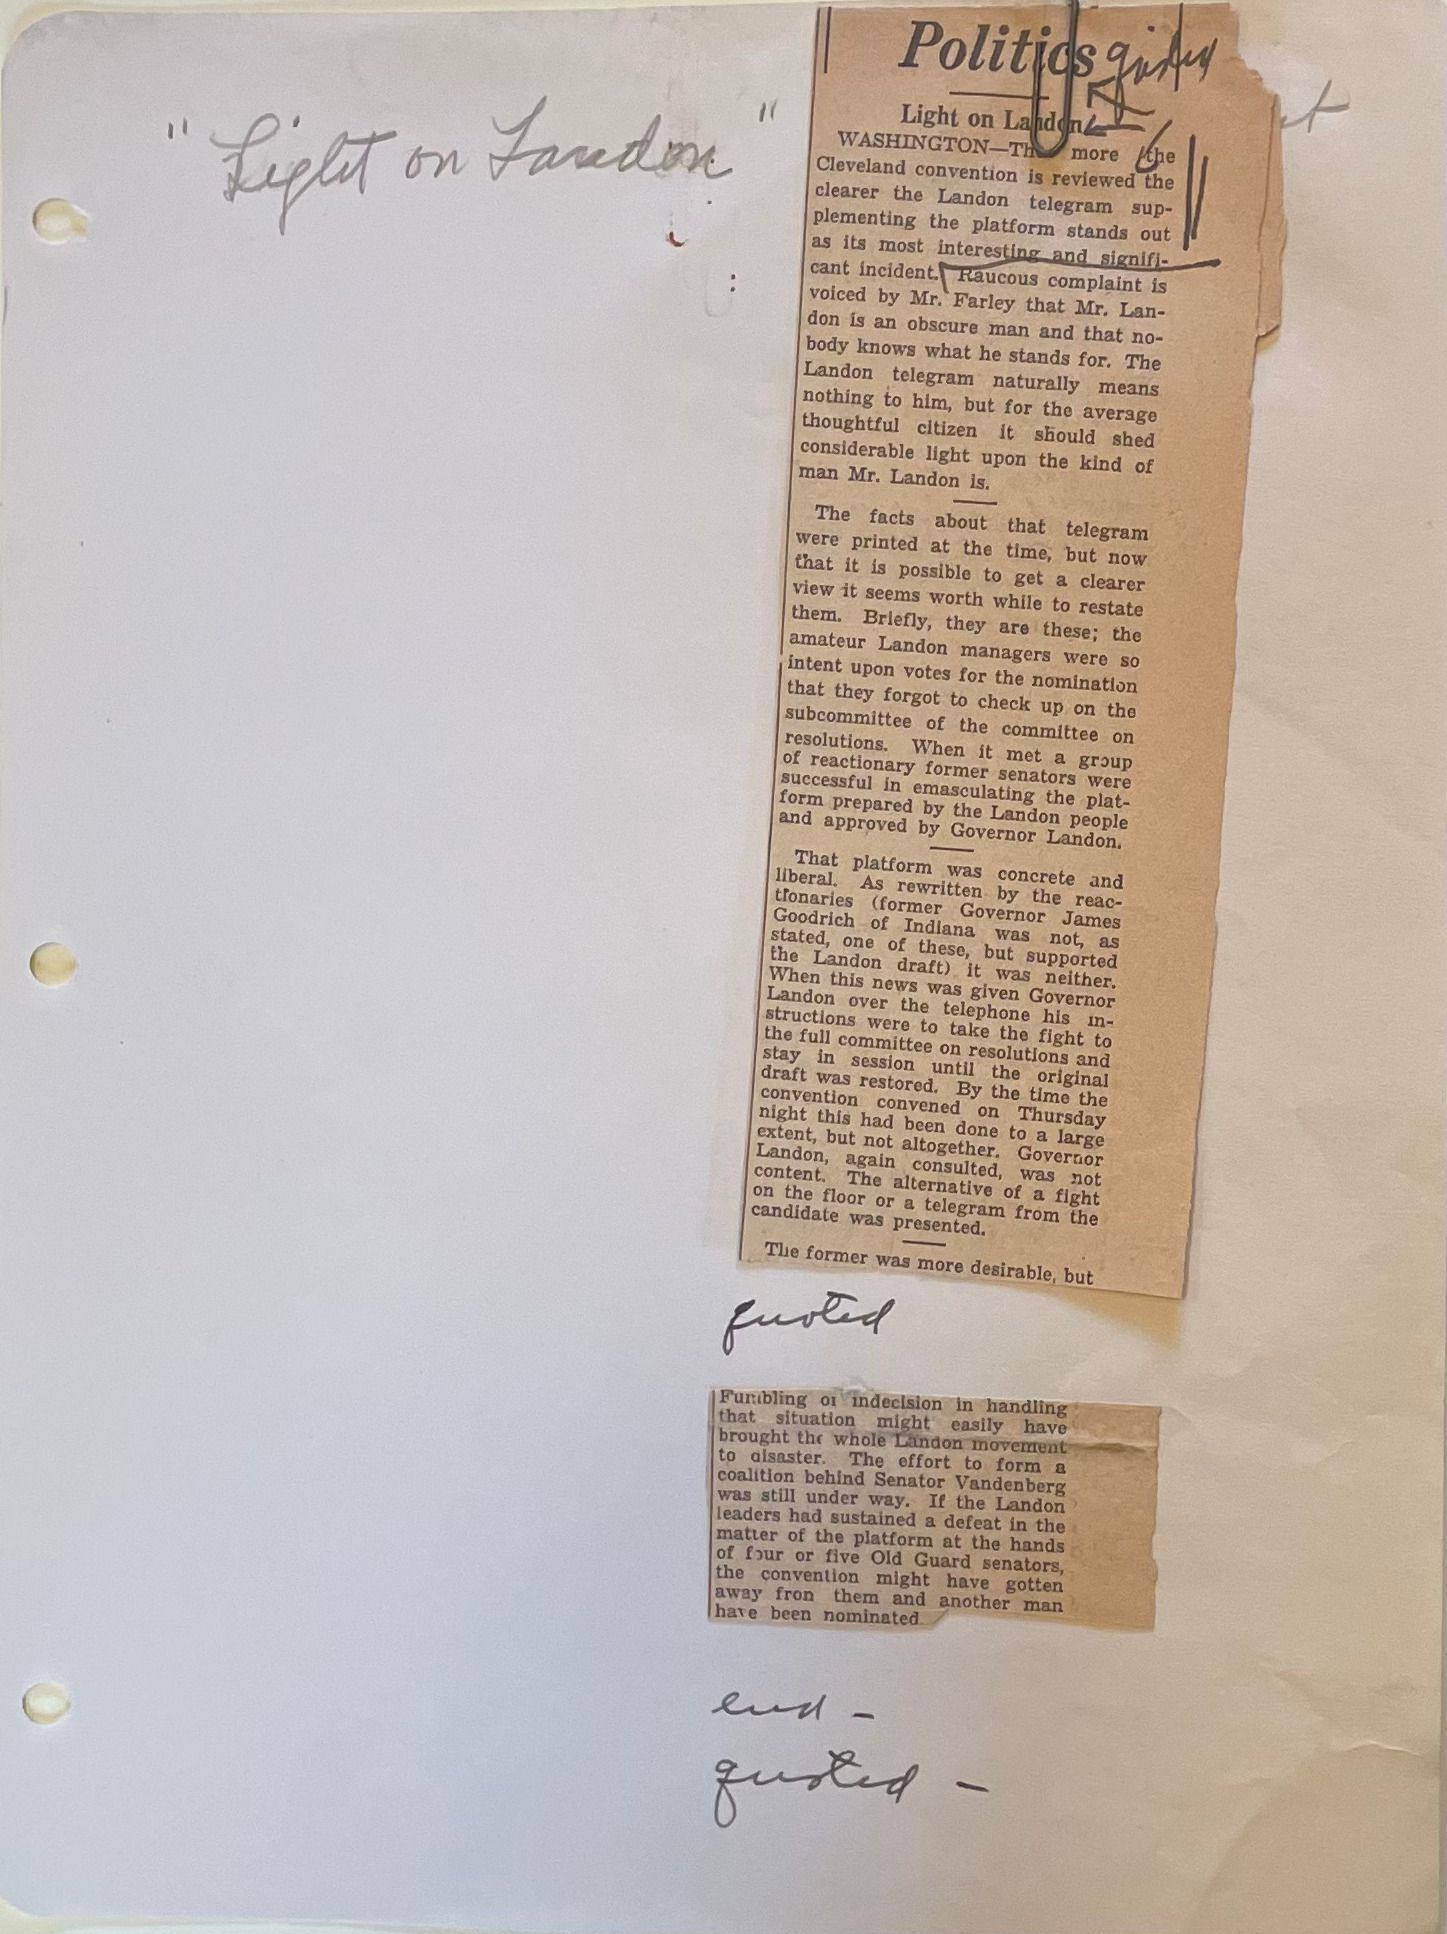 "Light on Landon"
Politics
quoted
Light on Landon
WASHINGTON—The more the
Cleveland convention is reviewed the
clearer the Landon telegram sup-
plementing the platform stands out
as its most interesting and signifi-
cant incident. Raucous complaint is
voiced by Mr. Farley that Mr. Lan-
don is an obscure man and that no-
body knows what he stands for. The
Landon telegram naturally means
nothing to him, but for the average
thoughtful citizen it should shed
considerable light upon the kind of
man Mr. Landon is.
The facts about that telegram
were printed at the time, but now
that it is possible to get a clearer
view it seems worth while to restate
them. Briefly, they are these; the
amateur Landon managers were so
intent upon votes for the nomination
that they forgot to check up on the
subcommittee of the committee on
resolutions. When it met a group
of reactionary former senators were
successful in emasculating the plat-
form prepared by the Landon people
and approved by Governor Landon.
That platform was concrete and
liberal. As rewritten by the reac-
tionaries (former Governor James
Goodrich of Indiana was not, as
stated, one of these, but supported
the Landon draft) it was neither.
When this news was given Governor
Landon over the telephone his in-
structions were to take the fight to
the full committee on resolutions and
stay in session until the original
draft was restored. By the time the
convention convened on Thursday
night this had been done to a large
extent, but not altogether. Governor
Landon, again consulted, was not
content. The alternative of a fight
on the floor or a telegram from the
candidate was presented.
The former was more desirable, but
quoted
Fumbling or indecision in handling
that situation might easily have
brought the whole Landon movement
to disaster. The effort to form a
coalition behind Senator Vandenberg
was still under way. If the Landon
leaders had sustained a defeat in the
matter of the platform at the hands
of four or five Old Guard senators,
the convention might have gotten
away from them and another man
have been nominated
end -
quoted -